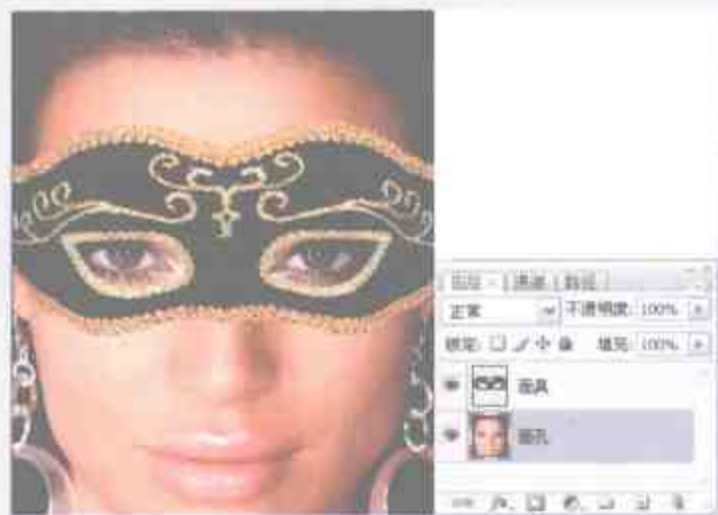 图层 × 通道 路径
正常 不透明度: 100%
锁定: 填充: 100%
面具
面孔